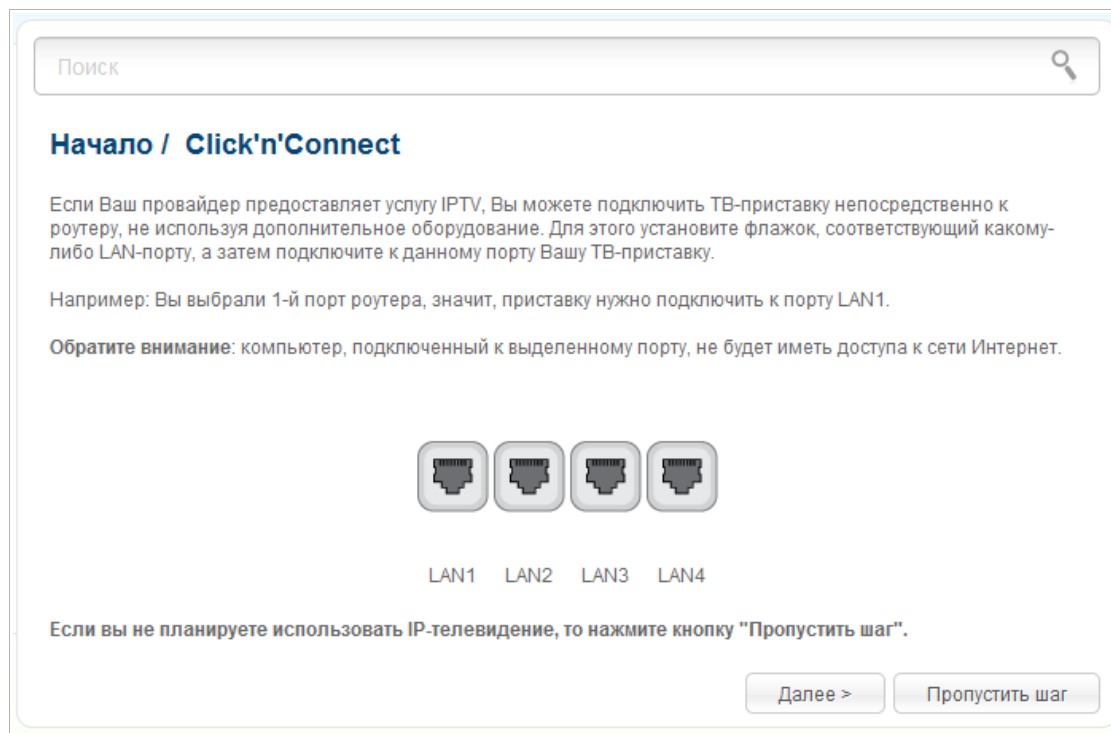 Поиск
Начало / Click'n'Connect
Если Ваш провайдер предоставляет услугу IPTV, Вы можете подключить ТВ-приставку непосредственно к
роутеру, не используя дополнительное оборудование. Для этого установите флажок, соответствующий какому-
либо LAN-порту, а затем подключите к данному порту Вашу ТВ-приставку.
Например: Вы выбрали 1-й порт роутера, значит, приставку нужно подключить к порту LAN1.
Обратите внимание: компьютер, подключенный к выделенному порту, не будет иметь доступа к сети Интернет.
LAN1 LAN2 LAN3 LAN4
Если вы не планируете использовать IP-телевидение, то нажмите кнопку "Пропустить шаг".
Далее > Пропустить шаг